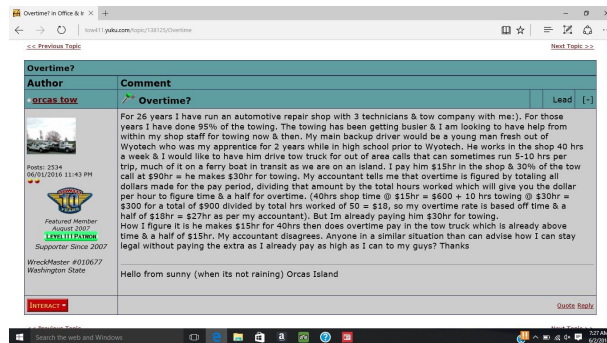 Overtime? in Office & Ir
tow411.yuku.com/topic/138125/Overtime
<< Previous Topic
Next Topic >>
Overtime?
Author
Comment
orcas tow
Overtime?
Lead
[-]
For 26 years I have run an automotive repair shop with 3 technicians & tow company with me:). For those
years I have done 95% of the towing. The towing has been getting busier & I am looking to have help from
within my shop staff for towing now & then. My main backup driver would be a young man fresh out of
Wyotech who was my apprentice for 2 years while in high school prior to Wyotech. He works in the shop 40 hrs
a week & I would like to have him drive tow truck for out of area calls that can sometimes run 5-10 hrs per
trip, much of it on a ferry boat in transit as we are on an island. I pay him $15hr in the shop & 30% of the tow
call at $90hr = he makes $30hr for towing. My accountant tells me that overtime is figured by totaling all
dollars made for the pay period, dividing that amount by the total hours worked which will give you the dollar
per hour to figure time & a half for overtime. (40hrs shop time @ $15hr = $600 + 10 hrs towing @ $30hr =
$300 for a total of $900 divided by total hrs worked of 50 = $18, so my overtime rate is based off time & a
half of $18hr = $27hr as per my accountant). But Im already paying him $30hr for towing.
How I figure it is he makes $15hr for 40hrs then does overtime pay in the tow truck which is already above
time & a half of $15hr. My accountant disagrees. Anyone in a similar situation than can advise how I can stay
legal without paying the extra as I already pay as high as I can to my guys? Thanks
Hello from sunny (when its not raining) Orcas Island
Posts: 2534
06/01/2016 11:43 PM
Featured Member
August 2007
LEVEL III PATRON
Supporter Since 2007
WreckMaster #010677
Washington State
INTERACT
Quote Reply
<< Previous Topic
Next Topic >>
Search the web and Windows
7:27 AM
6/2/2016